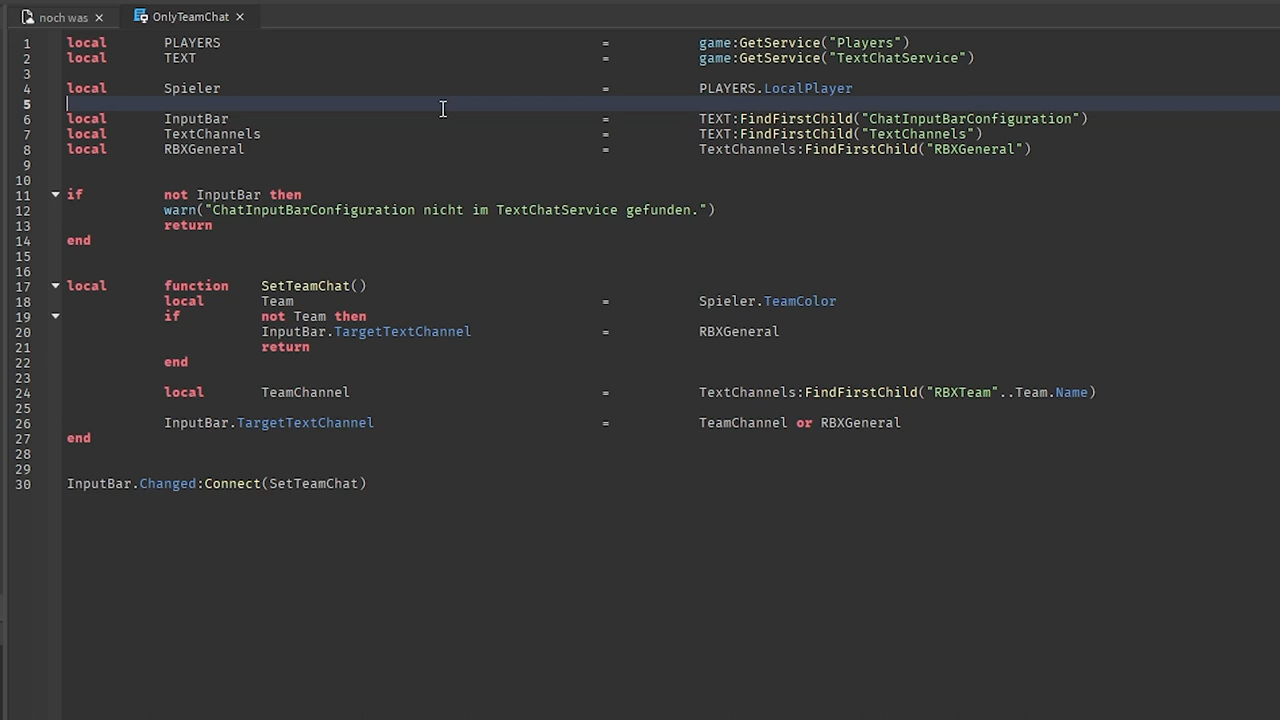 noch was × OnlyTeamChat ×
1 local PLAYERS = game:GetService("Players")
2 local TEXT = game:GetService("TextChatService")
3
4 local Spieler = PLAYERS.LocalPlayer
5
6 local InputBar = TEXT:FindFirstChild("ChatInputBarConfiguration")
7 local TextChannels = TEXT:FindFirstChild("TextChannels")
8 local RBXGeneral = TextChannels:FindFirstChild("RBXGeneral")
9
10
11 if not InputBar then
12 warn("ChatInputBarConfiguration nicht im TextChatService gefunden.")
13 return
14 end
15
16
17 local function SetTeamChat()
18 local Team = Spieler.TeamColor
19 if not Team then
20 InputBar.TargetTextChannel = RBXGeneral
21 return
22 end
23
24 local TeamChannel = TextChannels:FindFirstChild("RBXTeam"..Team.Name)
25
26 InputBar.TargetTextChannel = TeamChannel or RBXGeneral
27 end
28
29
30 InputBar.Changed:Connect(SetTeamChat)